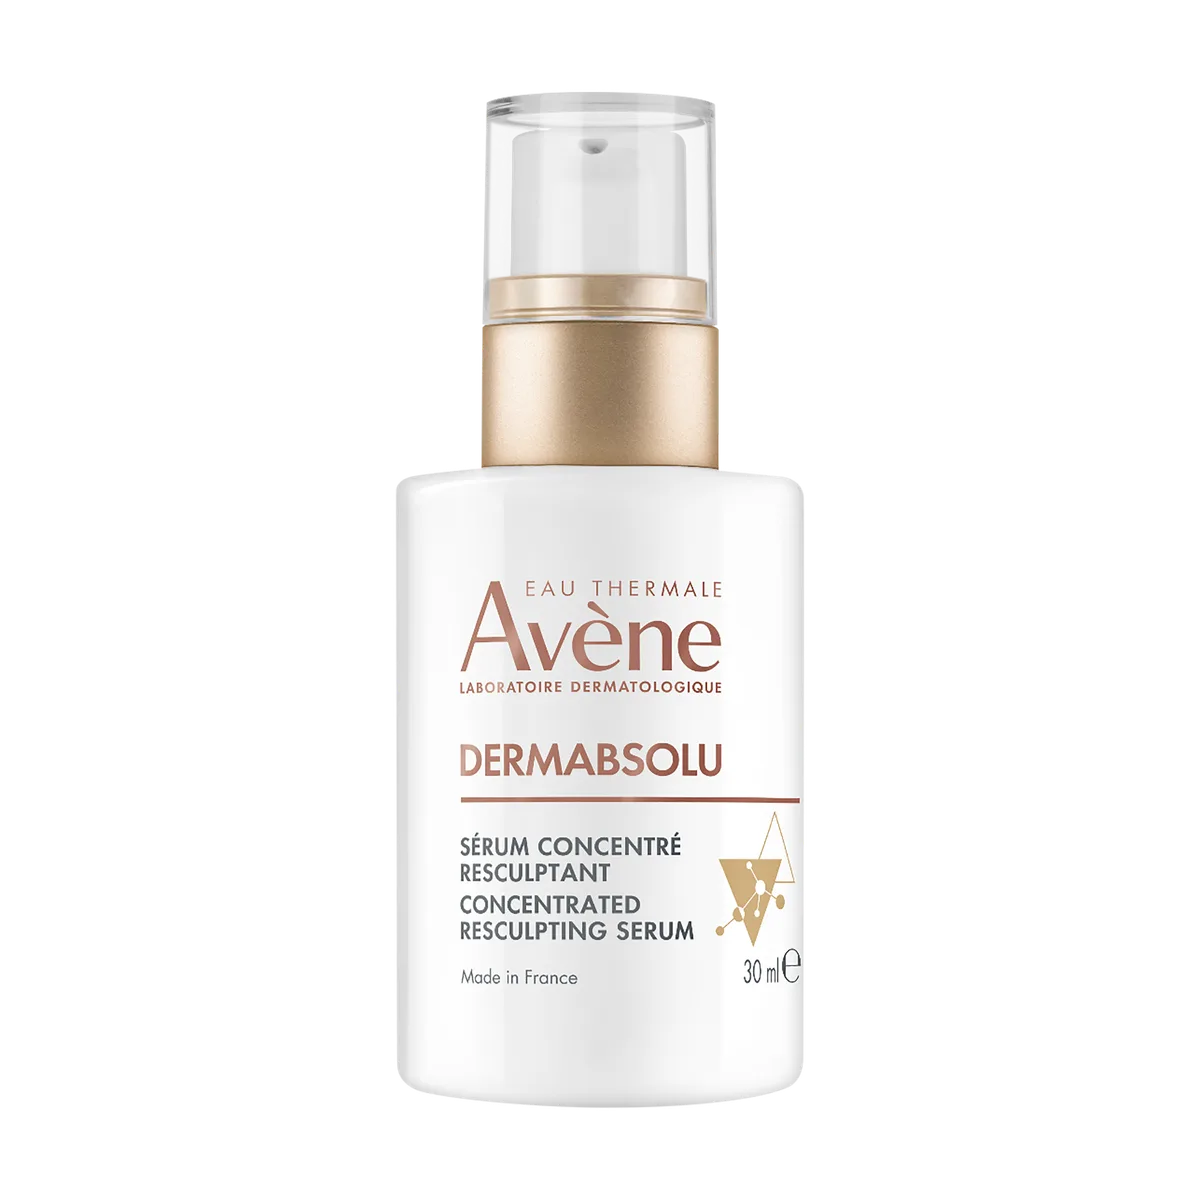 EAU THERMALE
Avène
LABORATOIRE DERMATOLOGIQUE
DERMABSOLU
SÉRUM CONCENTRÉ
RESCULPTANT
CONCENTRATED
RESCULPTING SERUM
Made in France
30 ml ℮